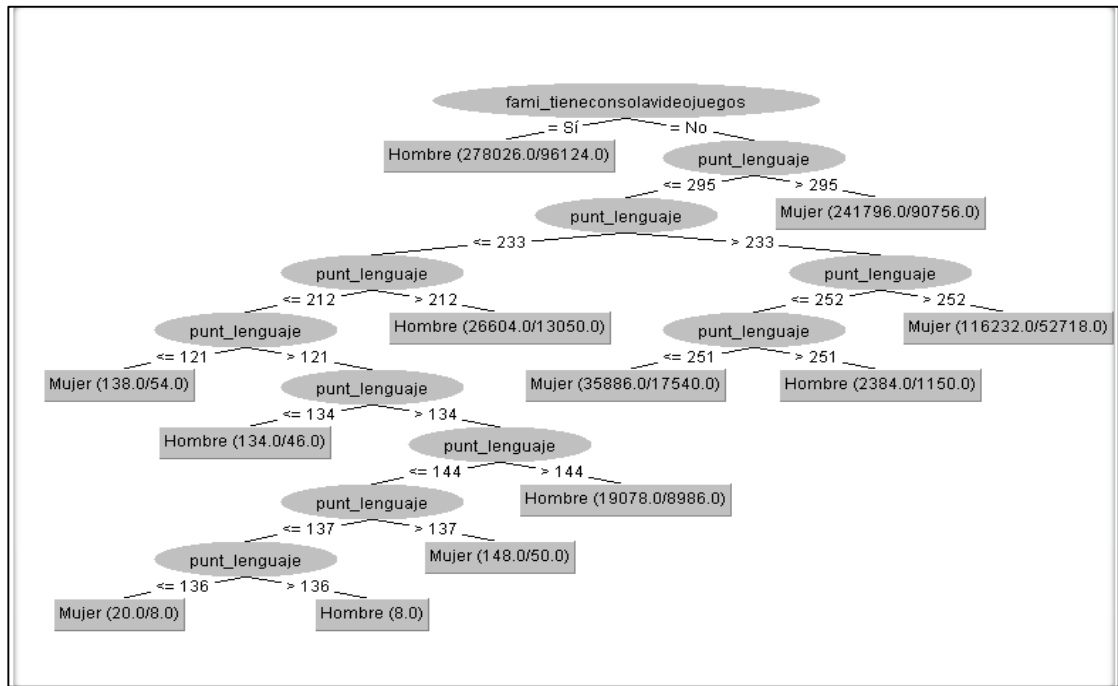 fami_tieneconsolavideojuegos
= Sí
= No
Hombre (278026.0/96124.0)
punt_lenguaje
<= 295
> 295
punt_lenguaje
Mujer (241796.0/90756.0)
<= 233
> 233
punt_lenguaje
punt_lenguaje
<= 212
> 212
<= 252
> 252
punt_lenguaje
Hombre (26604.0/13050.0)
punt_lenguaje
Mujer (116232.0/52718.0)
<= 121
> 121
<= 251
> 251
Mujer (138.0/54.0)
punt_lenguaje
Mujer (35886.0/17540.0)
Hombre (2384.0/1150.0)
<= 134
> 134
Hombre (134.0/46.0)
punt_lenguaje
<= 144
> 144
punt_lenguaje
Hombre (19078.0/8986.0)
<= 137
> 137
punt_lenguaje
Mujer (148.0/50.0)
<= 136
> 136
Mujer (20.0/8.0)
Hombre (8.0)